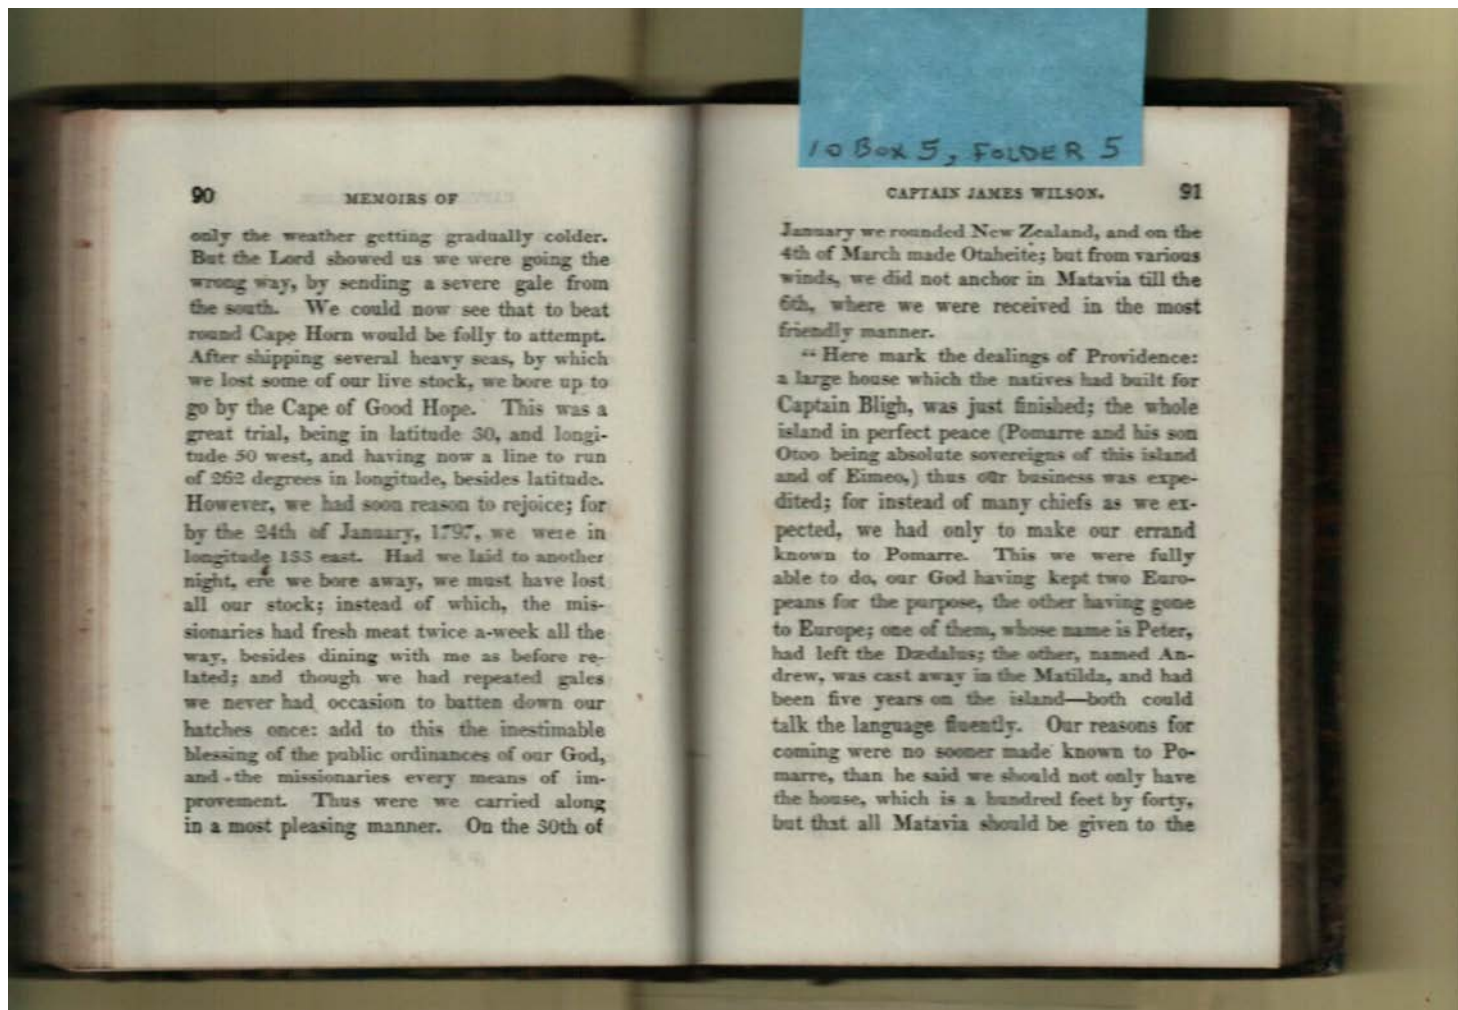 10 Box 5, FOLDER 5
90 MEMOIRS OF
only the weather getting gradually colder.
But the Lord showed us we were going the
wrong way, by sending a severe gale from
the south. We could now see that to beat
round Cape Horn would be folly to attempt.
After shipping several heavy seas, by which
we lost some of our live stock, we bore up to
go by the Cape of Good Hope. This was a
great trial, being in latitude 30, and longi-
tude 50 west, and having now a line to run
of 262 degrees in longitude, besides latitude.
However, we had soon reason to rejoice; for
by the 24th of January, 1797, we were in
longitude 153 east. Had we laid to another
night, ere we bore away, we must have lost
all our stock; instead of which, the mis-
sionaries had fresh meat twice a-week all the
way, besides dining with me as before re-
lated; and though we had repeated gales
we never had occasion to batten down our
hatches once: add to this the inestimable
blessing of the public ordinances of our God,
and the missionaries every means of im-
provement. Thus were we carried along
in a most pleasing manner. On the 30th of
CAPTAIN JAMES WILSON. 91
January we rounded New Zealand, and on the
4th of March made Otaheite; but from various
winds, we did not anchor in Matavia till the
6th, where we were received in the most
friendly manner.
"Here mark the dealings of Providence:
a large house which the natives had built for
Captain Bligh, was just finished; the whole
island in perfect peace (Pomarre and his son
Otoo being absolute sovereigns of this island
and of Eimeo,) thus our business was expe-
dited; for instead of many chiefs as we ex-
pected, we had only to make our errand
known to Pomarre. This we were fully
able to do, our God having kept two Euro-
peans for the purpose, the other having gone
to Europe; one of them, whose name is Peter,
had left the Dædalus; the other, named An-
drew, was cast away in the Matilda, and had
been five years on the island—both could
talk the language fluently. Our reasons for
coming were no sooner made known to Po-
marre, than he said we should not only have
the house, which is a hundred feet by forty,
but that all Matavia should be given to the